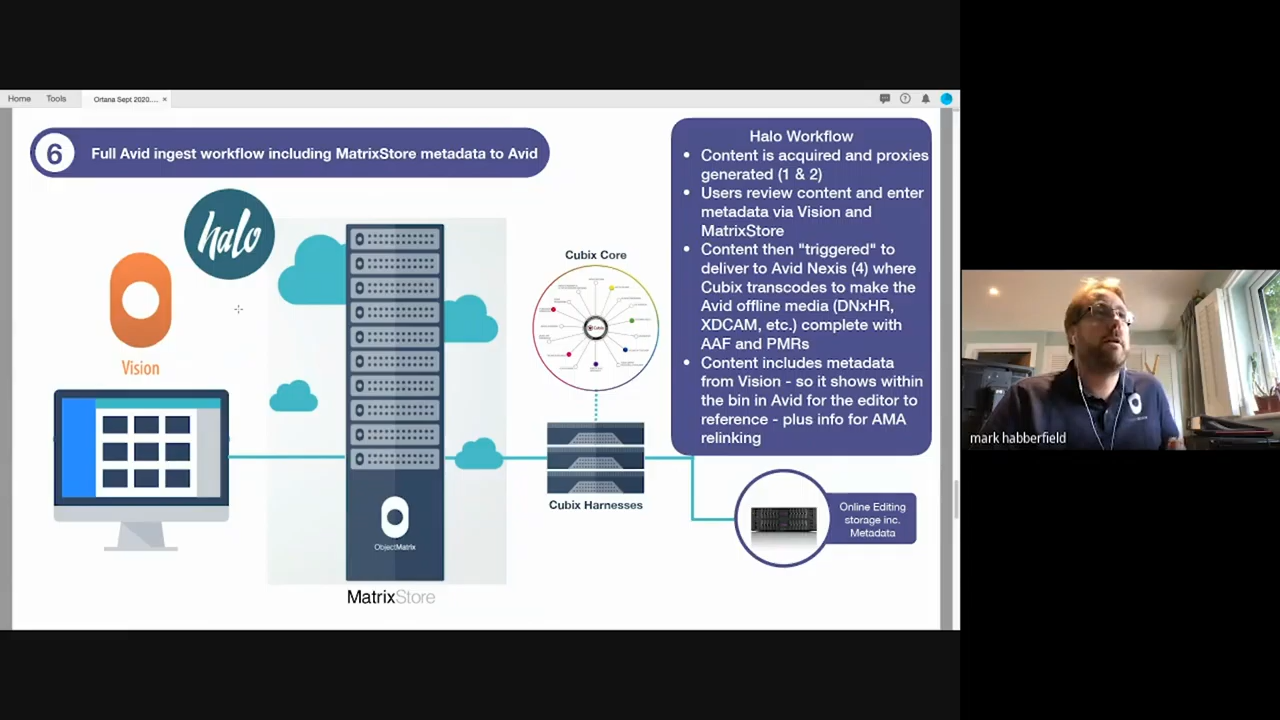 Home Tools Ortana Sept 2020.... ×
6 Full Avid ingest workflow including MatrixStore metadata to Avid
halo
Vision
ObjectMatrix
MatrixStore
Cubix Core
Cubix
Cubix Harnesses
Halo Workflow
• Content is acquired and proxies
generated (1 & 2)
• Users review content and enter
metadata via Vision and
MatrixStore
• Content then "triggered" to
deliver to Avid Nexis (4) where
Cubix transcodes to make the
Avid offline media (DNxHR,
XDCAM, etc.) complete with
AAF and PMRs
• Content includes metadata
from Vision - so it shows within
the bin in Avid for the editor to
reference - plus info for AMA
relinking
Online Editing
storage inc.
Metadata
mark habberfield